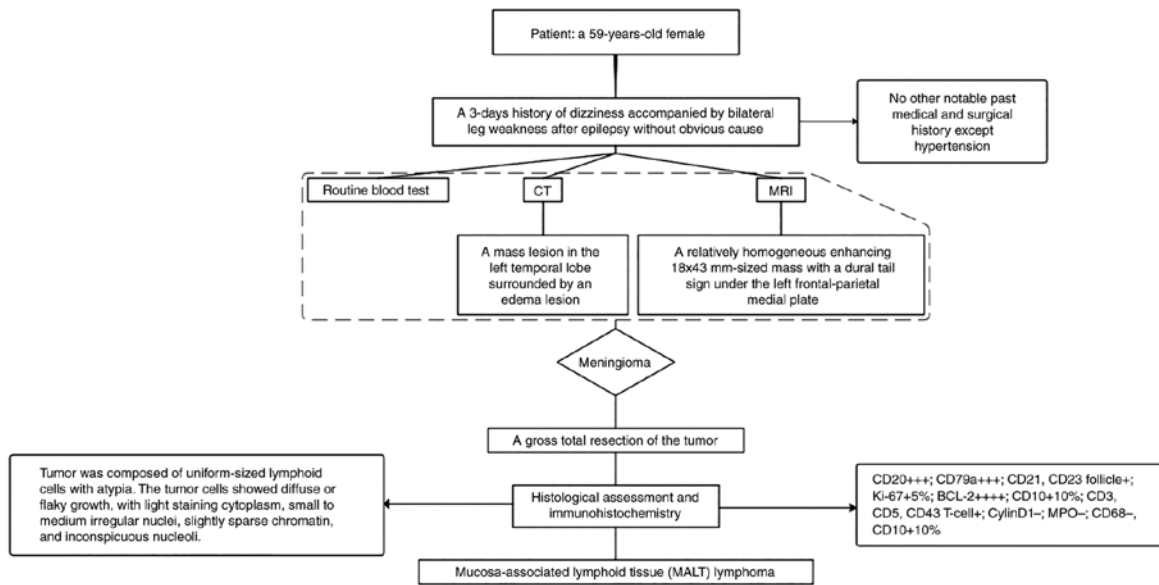 Patient: a 59-years-old female
A 3-days history of dizziness accompanied by bilateral
leg weakness after epilepsy without obvious cause
No other notable past
medical and surgical
history except
hypertension
Routine blood test
CT
MRI
A mass lesion in the
left temporal lobe
surrounded by an
edema lesion
A relatively homogeneous enhancing
18x43 mm-sized mass with a dural tail
sign under the left frontal-parietal
medial plate
Meningioma
A gross total resection of the tumor
Tumor was composed of uniform-sized lymphoid
cells with atypia. The tumor cells showed diffuse or
flaky growth, with light staining cytoplasm, small to
medium irregular nuclei, slightly sparse chromatin,
and inconspicuous nucleoli.
Histological assessment and
immunohistochemistry
CD20+++; CD79a+++; CD21, CD23 follicle+;
Ki-67+5%; BCL-2++++; CD10+10%; CD3,
CD5, CD43 T-cell+; CylinD1–; MPO–; CD68–,
CD10+10%
Mucosa-associated lymphoid tissue (MALT) lymphoma